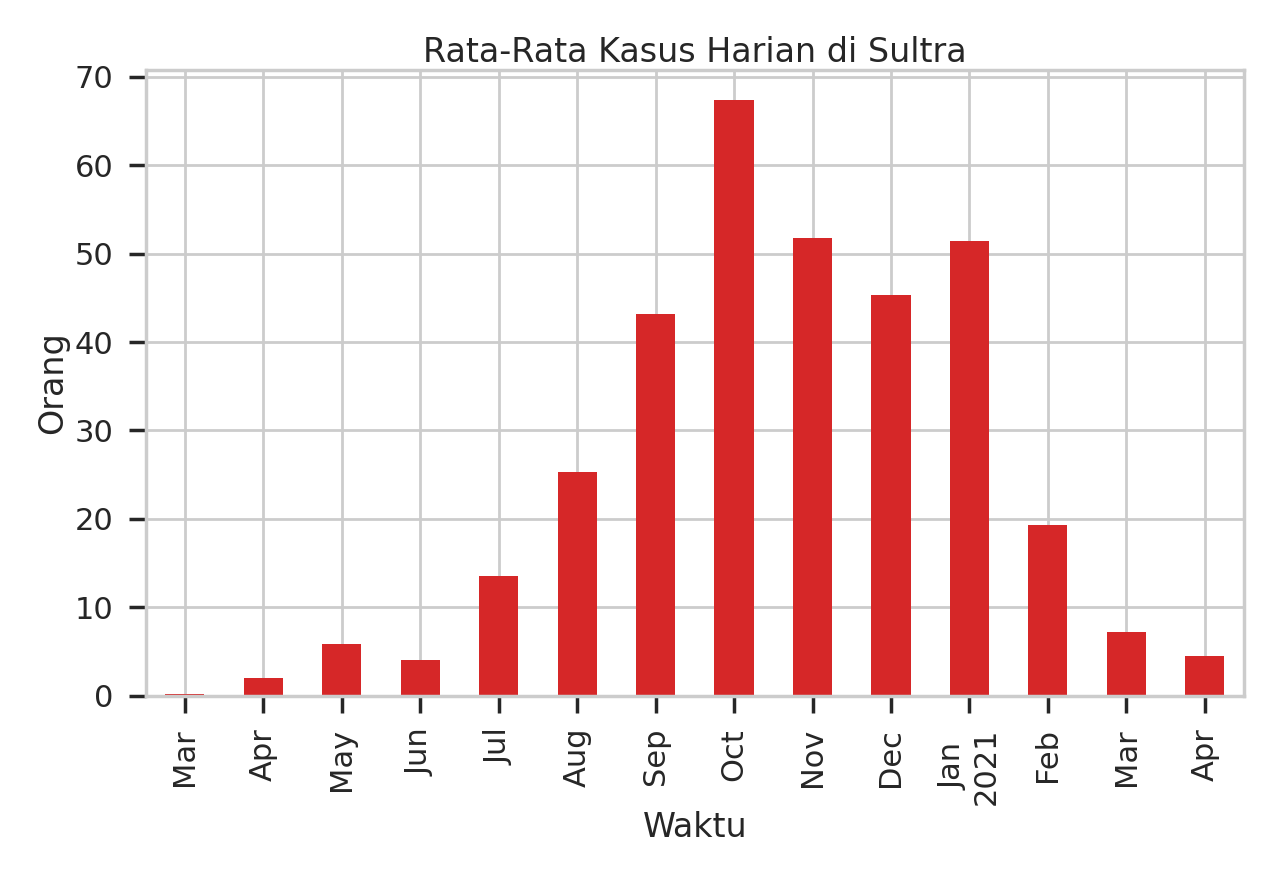 Rata-Rata Kasus Harian di Sultra
70
60
50
40
30
20
10
0
Orang
Mar
Apr
May
Jun
Jul
Aug
Sep
Oct
Nov
Dec
Jan
2021
Feb
Mar
Apr
Waktu